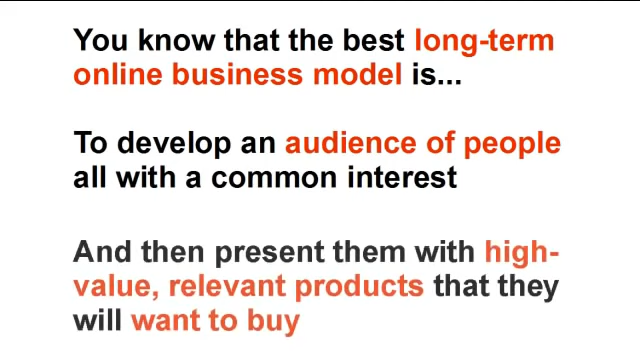 You know that the best long-term
online business model is...
To develop an audience of people
all with a common interest
And then present them with high-
value, relevant products that they
will want to buy